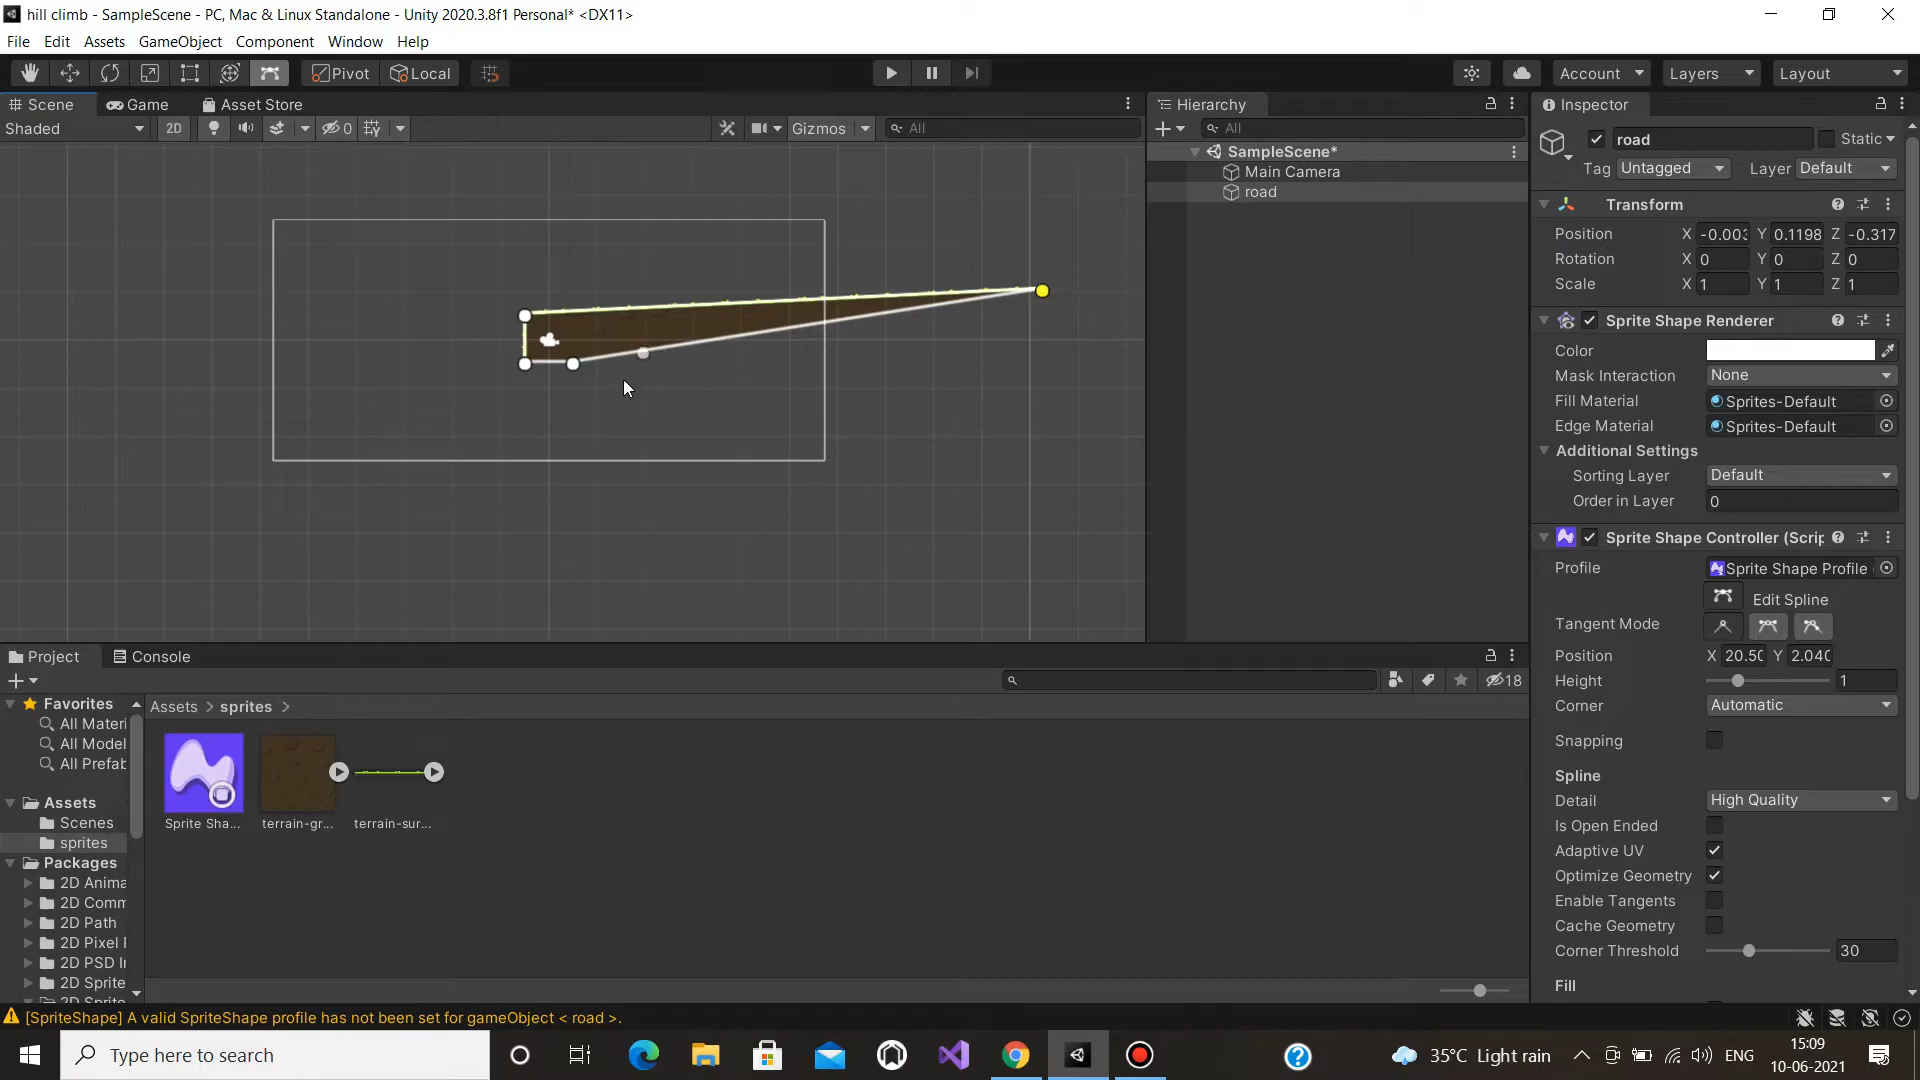 hill climb - SampleScene - PC, Mac & Linux Standalone - Unity 2020.3.8f1 Personal* <DX11>
File Edit Assets GameObject Component Window Help
Pivot Local Account Layers Layout
Scene Game Asset Store
Shaded 2D 0 Gizmos All
Hierarchy
All
SampleScene*
Main Camera
road
Inspector
road Static
Tag Untagged Layer Default
Transform
Position X -0.003 Y 0.1198 Z -0.317
Rotation X 0 Y 0 Z 0
Scale X 1 Y 1 Z 1
Sprite Shape Renderer
Color
Mask Interaction None
Fill Material Sprites-Default
Edge Material Sprites-Default
Additional Settings
Sorting Layer Default
Order in Layer 0
Sprite Shape Controller (Scrip
Profile Sprite Shape Profile
Edit Spline
Tangent Mode
Position X 20.50 Y 2.040
Height 1
Corner Automatic
Snapping
Spline
Detail High Quality
Is Open Ended
Adaptive UV
Optimize Geometry
Enable Tangents
Cache Geometry
Corner Threshold 30
Fill
Project Console
18
Favorites
All Materi
All Model
All Prefab
Assets
Scenes
sprites
Packages
2D Anima
2D Comm
2D Path
2D Pixel
2D PSD I
2D Sprite
2D Sprite
Assets > sprites >
Sprite Sha... terrain-gr... terrain-sur...
[SpriteShape] A valid SpriteShape profile has not been set for gameObject < road >.
Type here to search
35°C Light rain ENG 15:09
10-06-2021